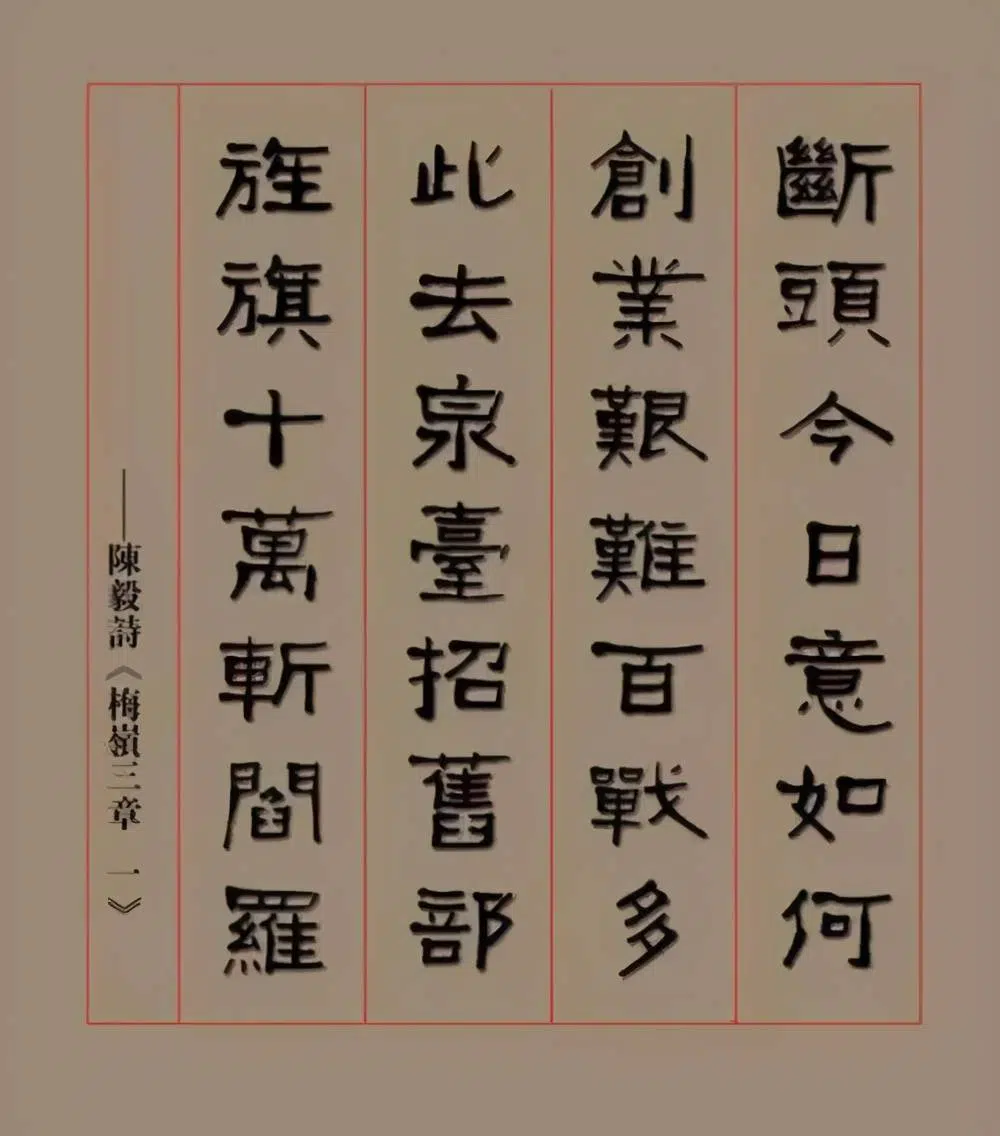 斷頭今日意如何
創業艱難百戰多
此去泉臺招舊部
旌旗十萬斬閻羅
——陳毅詩《梅嶺三章 一》